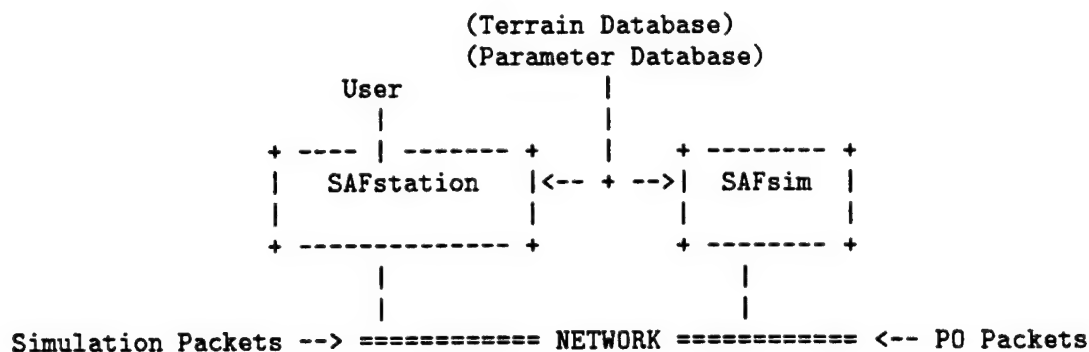 (Terrain Database)
(Parameter Database)
User
SAFstation <-- + --> SAFsim
Simulation Packets --> ============ NETWORK ============ <-- PO Packets